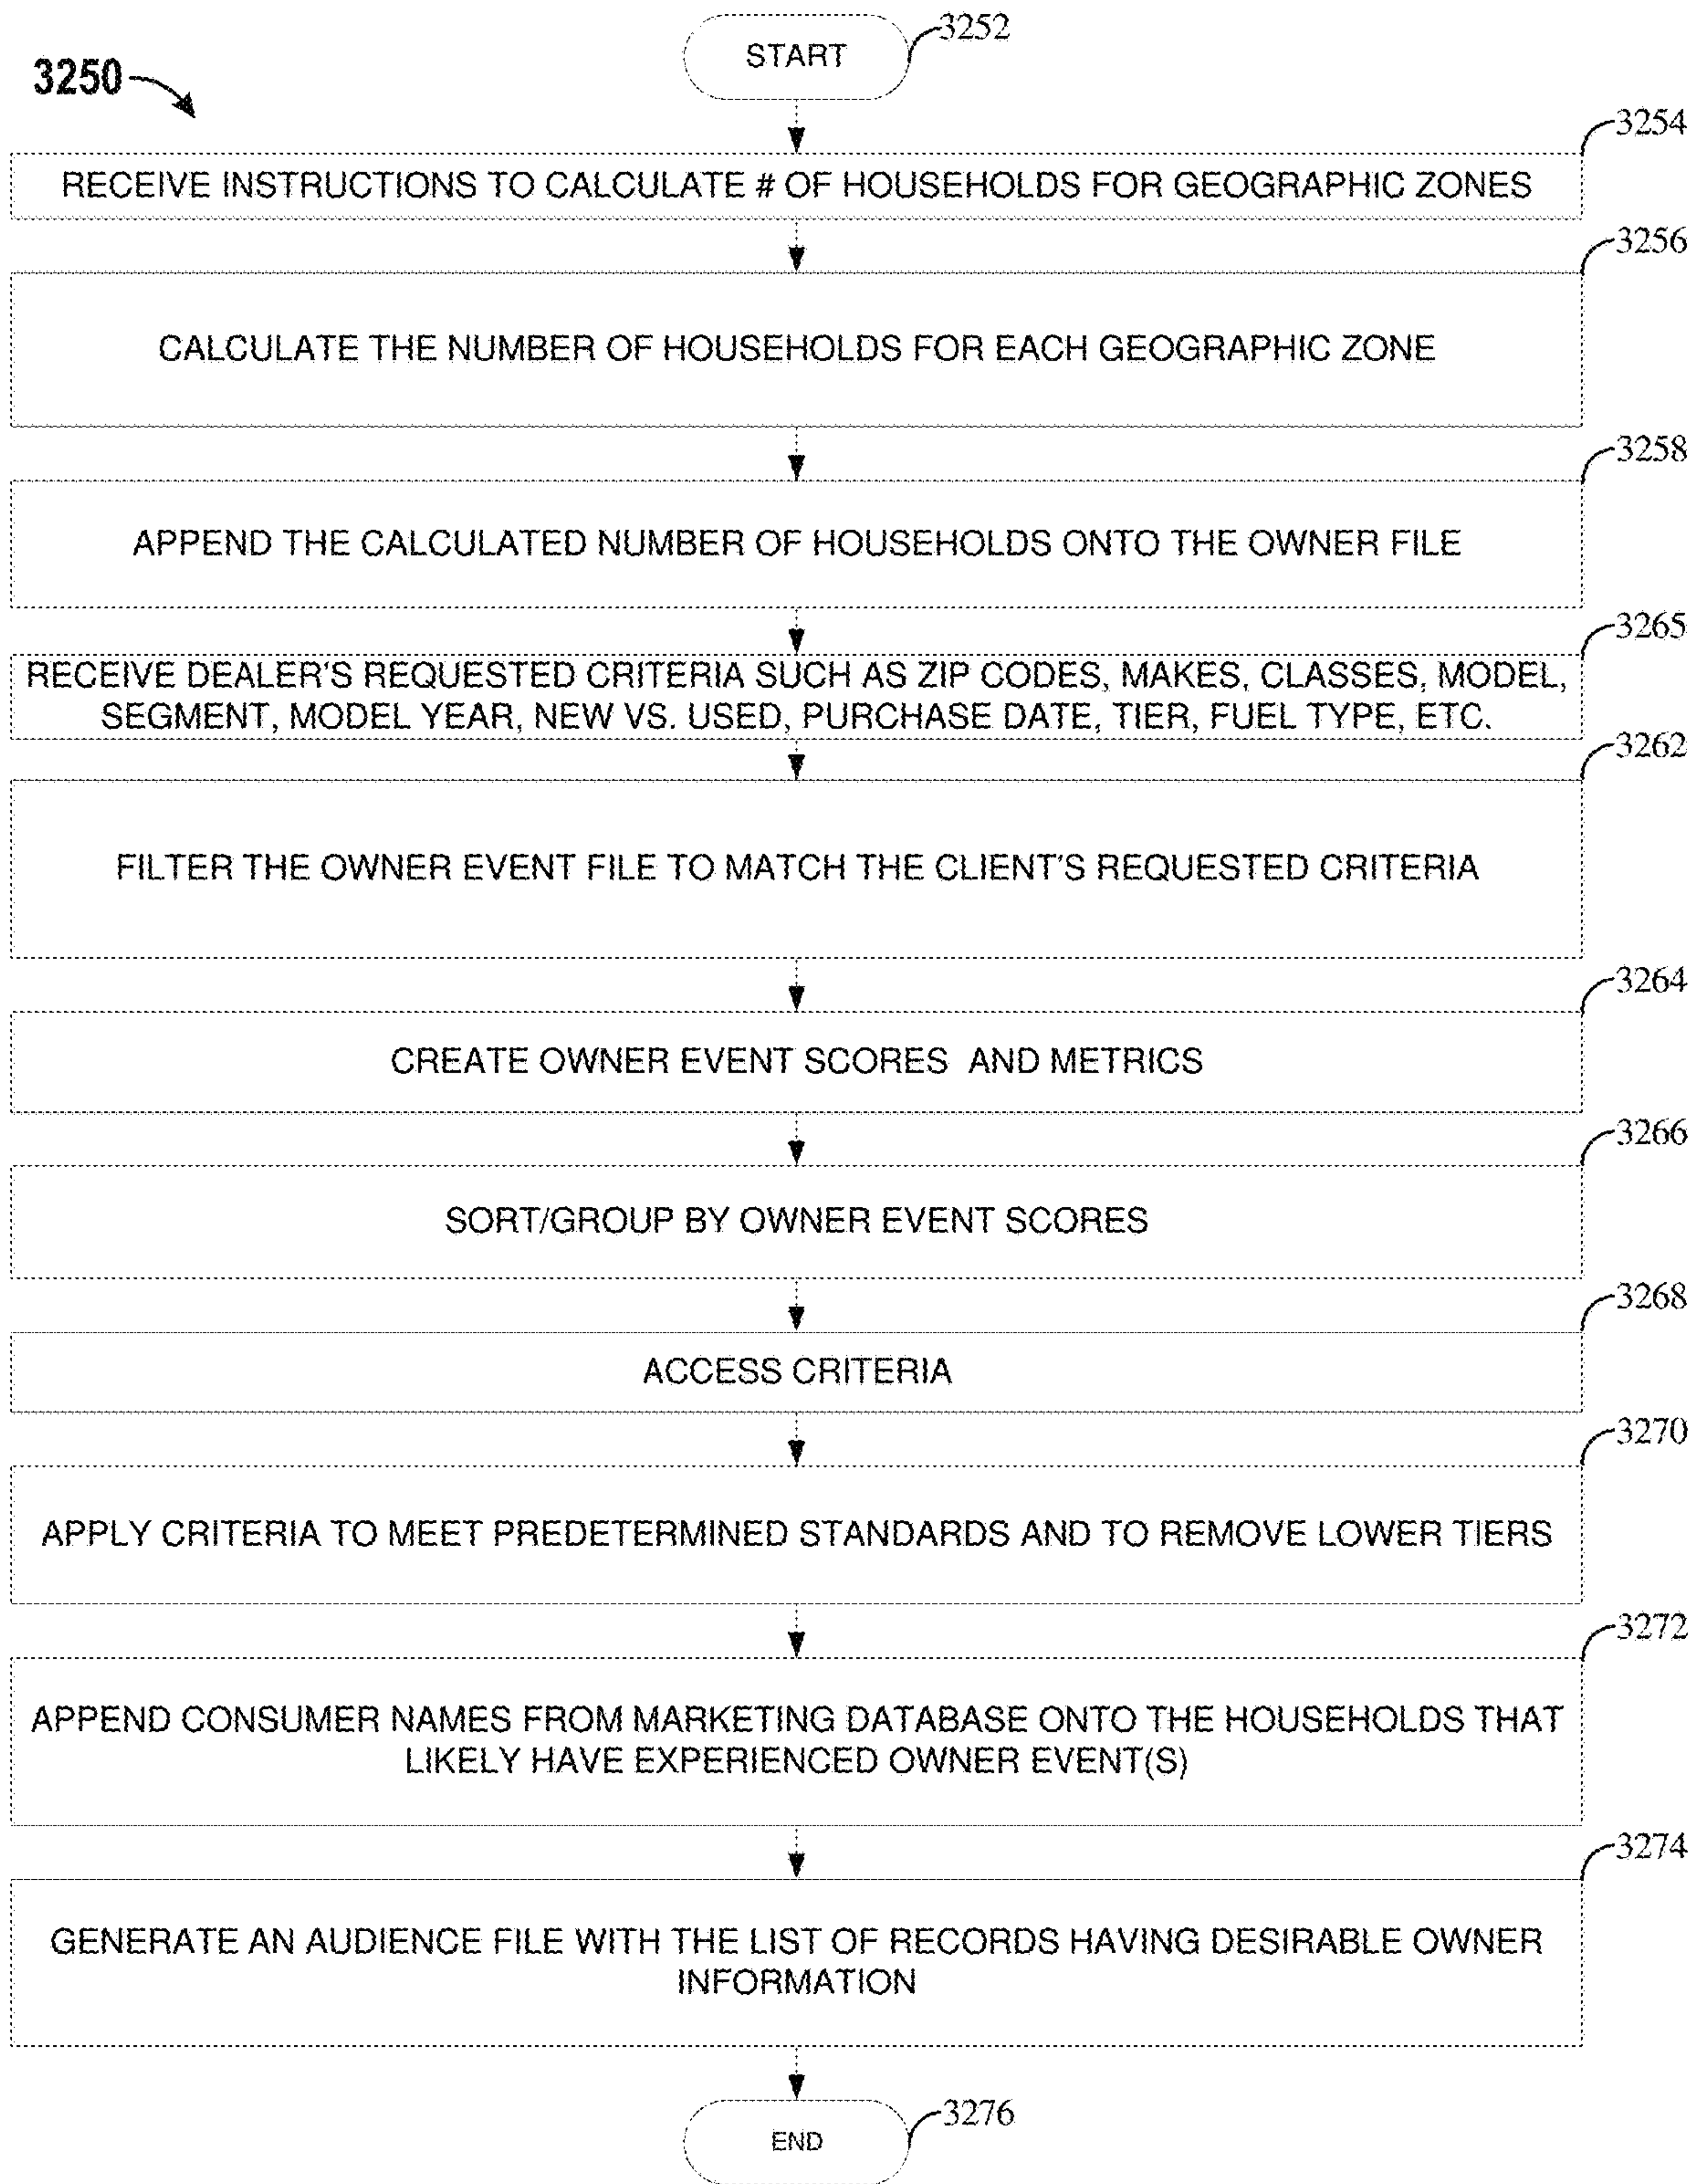 3250
START
3252
3254
RECEIVE INSTRUCTIONS TO CALCULATE # OF HOUSEHOLDS FOR GEOGRAPHIC ZONES
3256
CALCULATE THE NUMBER OF HOUSEHOLDS FOR EACH GEOGRAPHIC ZONE
3258
APPEND THE CALCULATED NUMBER OF HOUSEHOLDS ONTO THE OWNER FILE
3265
RECEIVE DEALER'S REQUESTED CRITERIA SUCH AS ZIP CODES, MAKES, CLASSES, MODEL,
SEGMENT, MODEL YEAR, NEW VS. USED, PURCHASE DATE, TIER, FUEL TYPE, ETC.
3262
FILTER THE OWNER EVENT FILE TO MATCH THE CLIENT'S REQUESTED CRITERIA
3264
CREATE OWNER EVENT SCORES AND METRICS
3266
SORT/GROUP BY OWNER EVENT SCORES
3268
ACCESS CRITERIA
3270
APPLY CRITERIA TO MEET PREDETERMINED STANDARDS AND TO REMOVE LOWER TIERS
3272
APPEND CONSUMER NAMES FROM MARKETING DATABASE ONTO THE HOUSEHOLDS THAT
LIKELY HAVE EXPERIENCED OWNER EVENT(S)
3274
GENERATE AN AUDIENCE FILE WITH THE LIST OF RECORDS HAVING DESIRABLE OWNER
INFORMATION
3276
END